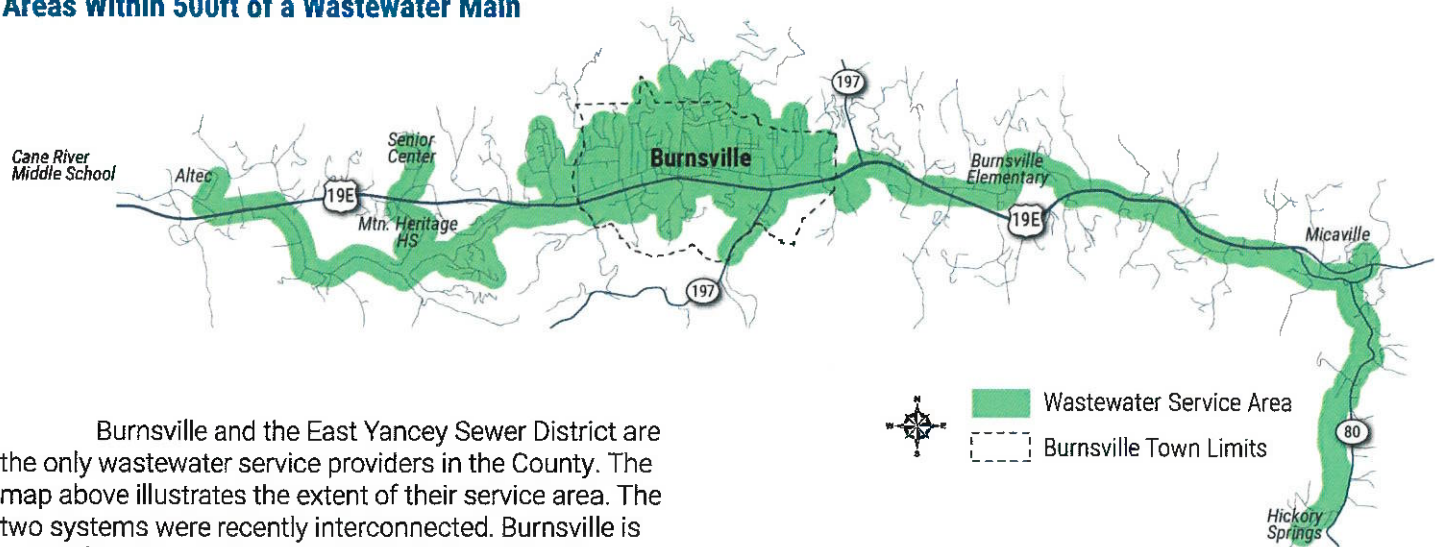 Areas Within 500ft of a Wastewater Main
197
Cane River
Middle School
Altec
Senior
Center
19E
Mtn. Heritage
HS
Burnsville
Burnsville
Elementary
19E
Micaville
197
N
W
E
S
Wastewater Service Area
Burnsville Town Limits
80
Hickory
Springs
Burnsville and the East Yancey Sewer District are
the only wastewater service providers in the County. The
map above illustrates the extent of their service area. The
two systems were recently interconnected. Burnsville is